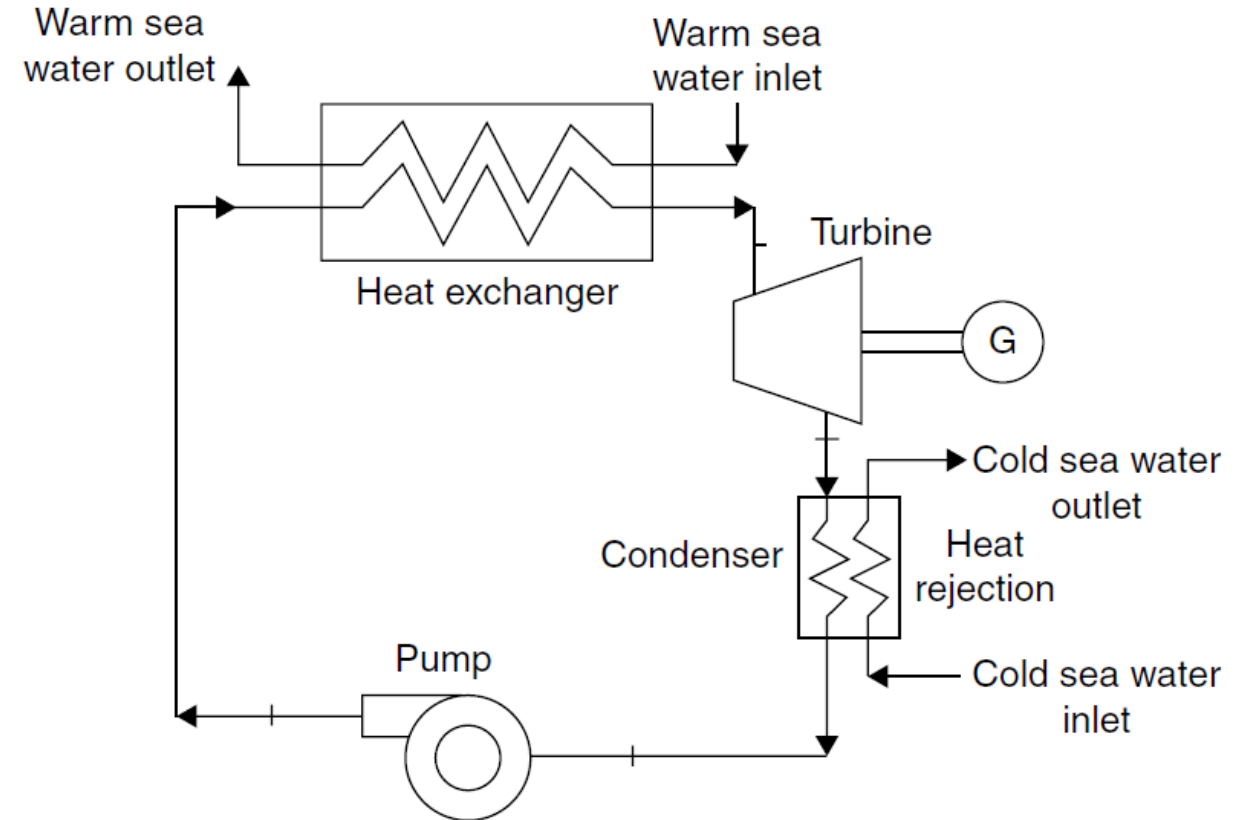 Warm sea
water outlet
Warm sea
water inlet
Heat exchanger
Turbine
G
Cold sea water
outlet
Condenser
Heat
rejection
Cold sea water
inlet
Pump